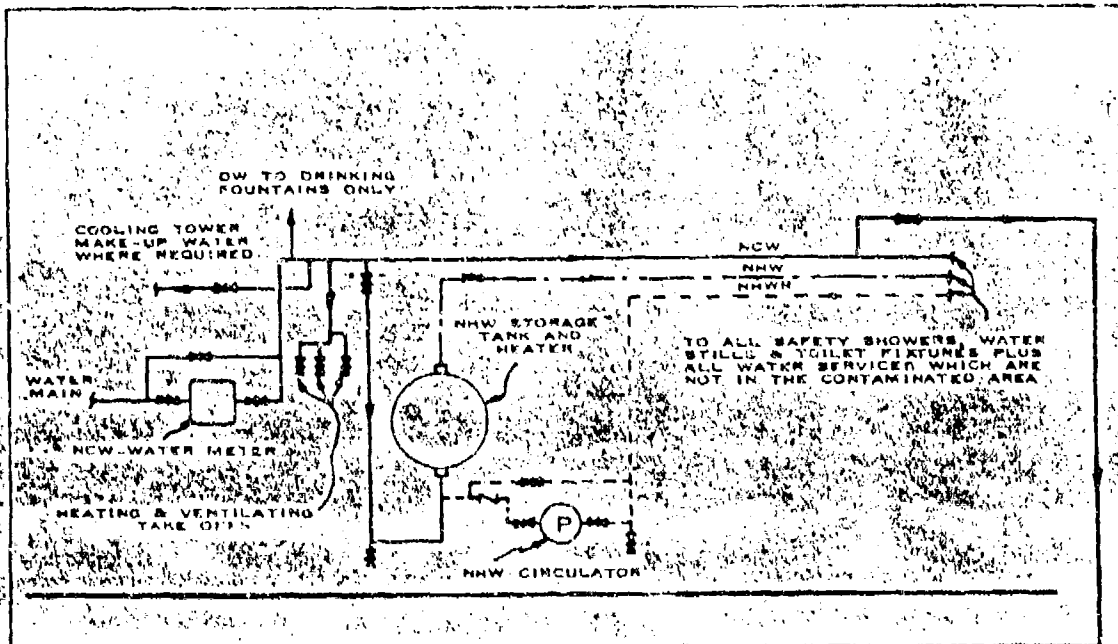 DW TO DRINKING
FOUNTAINS ONLY
COOLING TOWER
MAKE-UP WATER
WHERE REQUIRED
NCW
NHW
NHWR
NHW STORAGE
TANK AND
HEATER
TO ALL SAFETY SHOWERS, WATER
STILLS & TOILET FIXTURES PLUS
ALL WATER SERVICES WHICH ARE
NOT IN THE CONTAMINATED AREA
WATER
MAIN
NCW-WATER METER
HEATING & VENTILATING
TAKE OFFS
P
NHW CIRCULATOR